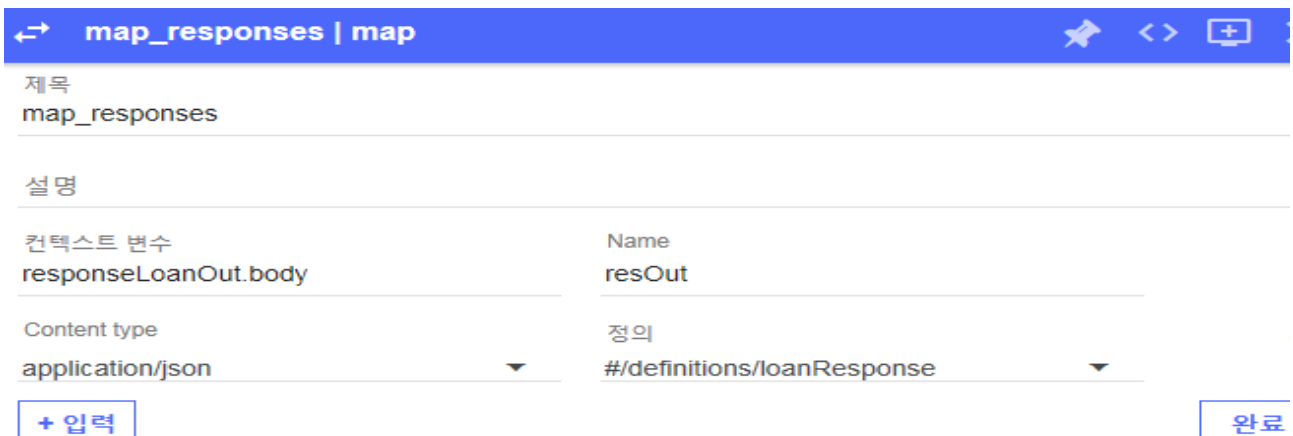 map_responses | map
제목
map_responses
설명
컨텍스트 변수
Name
responseLoanOut.body
resOut
Content type
정의
application/json
#/definitions/loanResponse
+ 입력
완료